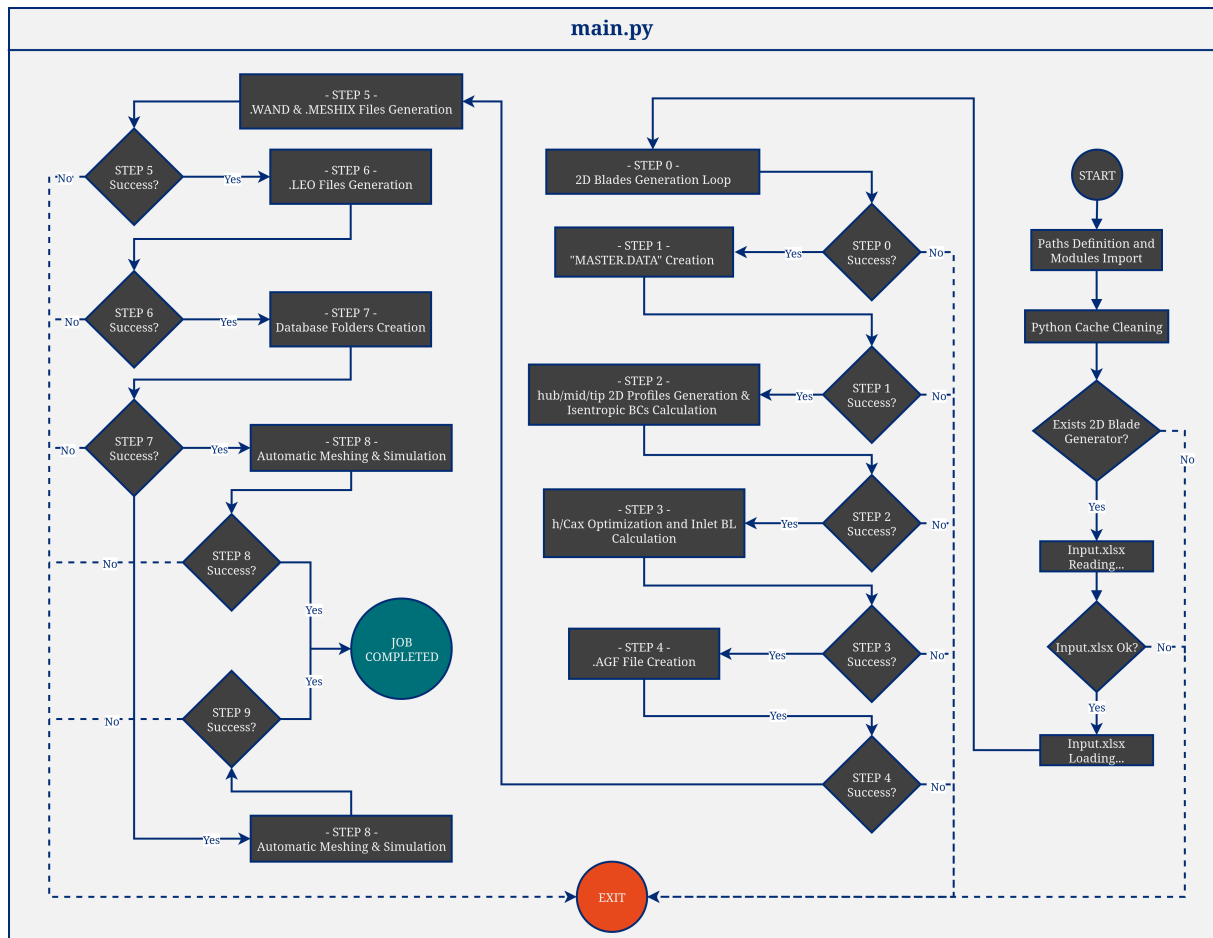 main.py
START
Paths Definition and
Modules Import
Python Cache Cleaning
Exists 2D Blade
Generator?
No
Yes
Input.xlsx
Reading...
Input.xlsx Ok?
No
Yes
Input.xlsx
Loading...
- STEP 0 -
2D Blades Generation Loop
STEP 0
Success?
No
Yes
- STEP 1 -
"MASTER.DATA" Creation
STEP 1
Success?
No
Yes
- STEP 2 -
hub/mid/tip 2D Profiles Generation &
Isentropic BCs Calculation
STEP 2
Success?
No
Yes
- STEP 3 -
h/Cax Optimization and Inlet BL
Calculation
STEP 3
Success?
No
Yes
- STEP 4 -
.AGF File Creation
Yes
STEP 4
Success?
No
- STEP 5 -
.WAND & .MESHIX Files Generation
STEP 5
Success?
No
Yes
- STEP 6 -
.LEO Files Generation
STEP 6
Success?
No
Yes
- STEP 7 -
Database Folders Creation
STEP 7
Success?
No
Yes
- STEP 8 -
Automatic Meshing & Simulation
STEP 8
Success?
No
Yes
JOB
COMPLETED
Yes
STEP 9
Success?
No
Yes
- STEP 8 -
Automatic Meshing & Simulation
EXIT